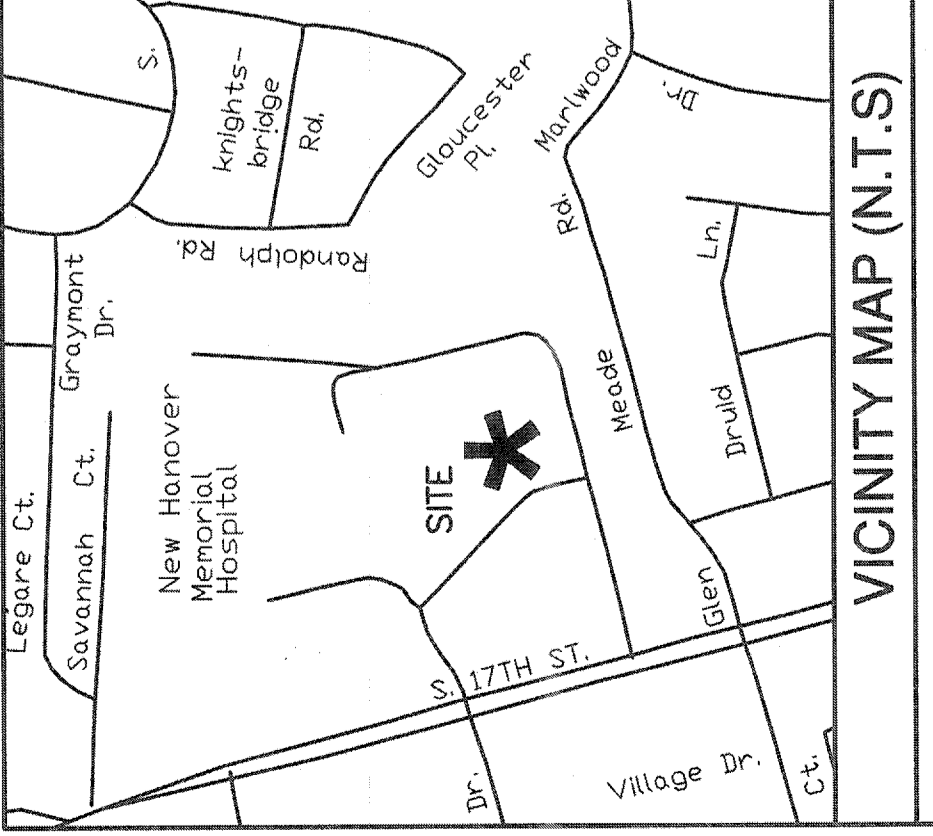 Legare Ct.
Savannah Ct.
Graymont
Dr.
S.
New Hanover
Memorial
Hospital
knights-
bridge
Rd.
Randolph Rd.
SITE
Gloucester
Pl.
S. 17TH ST.
Dr.
Marlwood
Dr.
Glen Meade Rd.
Village Dr.
Druld Ln.
Ct.
VICINITY MAP (N.T.S)